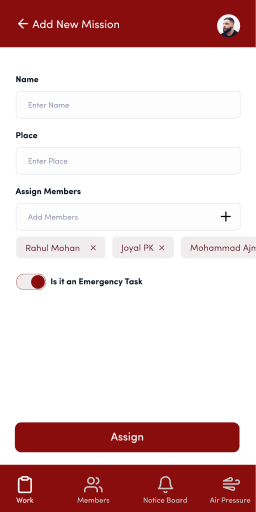 Add New Mission
Name
Enter Name
Place
Enter Place
Assign Members
Add Members
Rahul Mohan × Joyal PK × Mohammad Ajm
Is it an Emergency Task
Assign
Work Members Notice Board Air Pressure